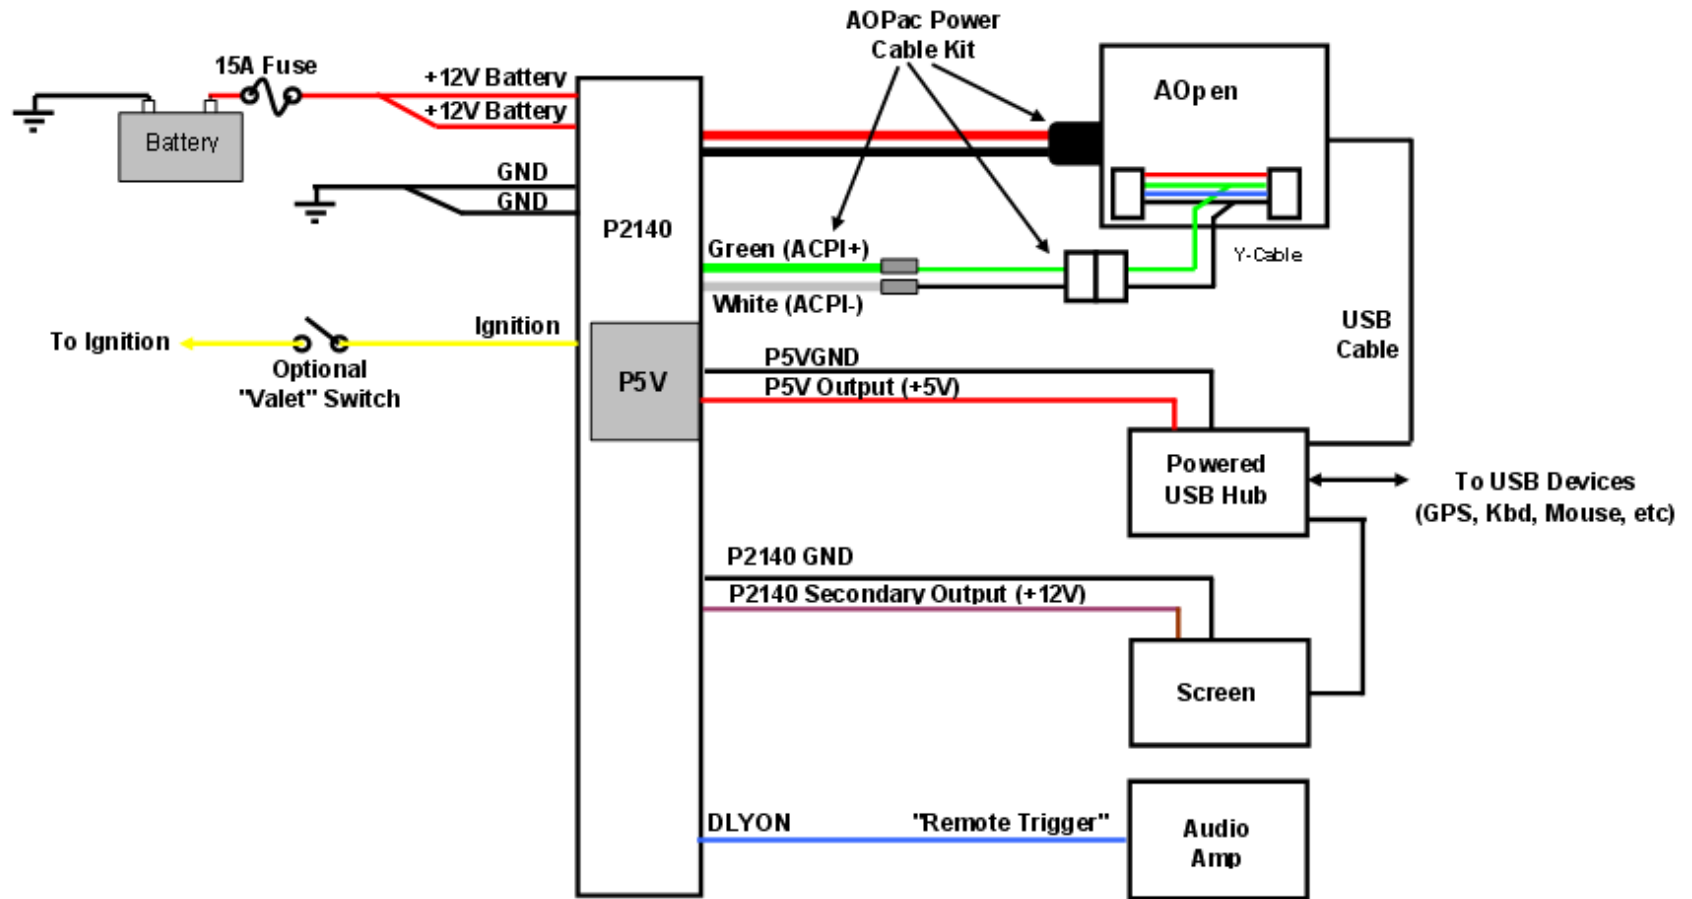 AOPac Power
Cable Kit
15A Fuse
+12V Battery
+12V Battery
AOpen
Battery
GND
GND
P2140
Green (ACPI+)
Y-Cable
White (ACPI-)
Ignition
To Ignition
Optional
"Valet" Switch
USB
Cable
P5V
P5VGND
P5V Output (+5V)
Powered
USB Hub
To USB Devices
(GPS, Kbd, Mouse, etc)
P2140 GND
P2140 Secondary Output (+12V)
Screen
DLYON
"Remote Trigger"
Audio
Amp